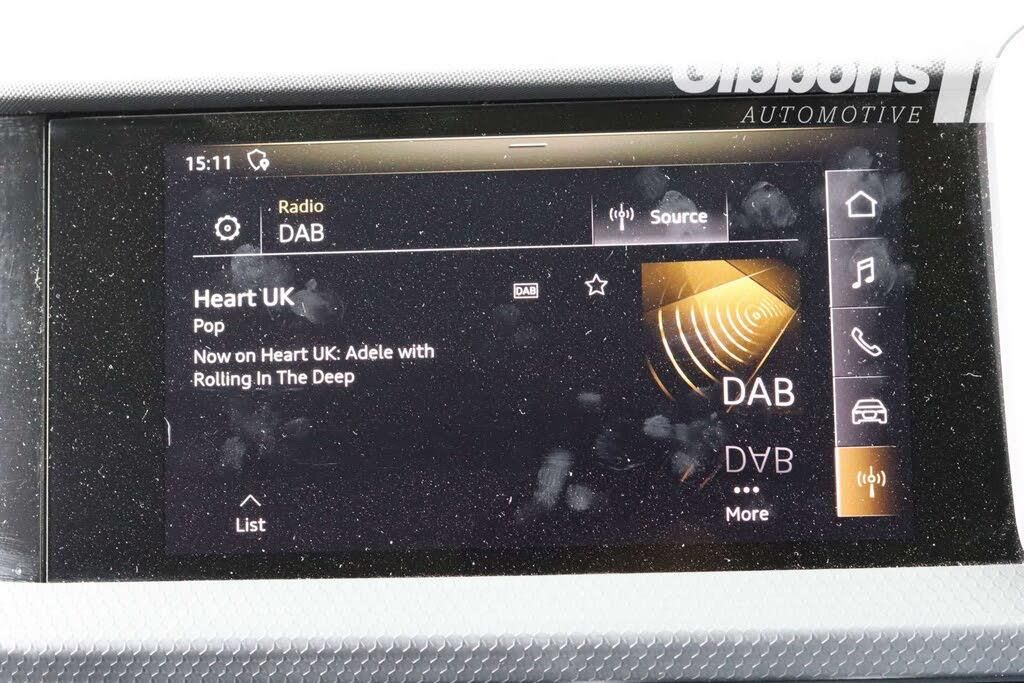 Gibbons
AUTOMOTIVE
15:11
Radio
DAB
Source
Heart UK
DAB
Pop
Now on Heart UK: Adele with
Rolling In The Deep
DAB
DAB
List
More